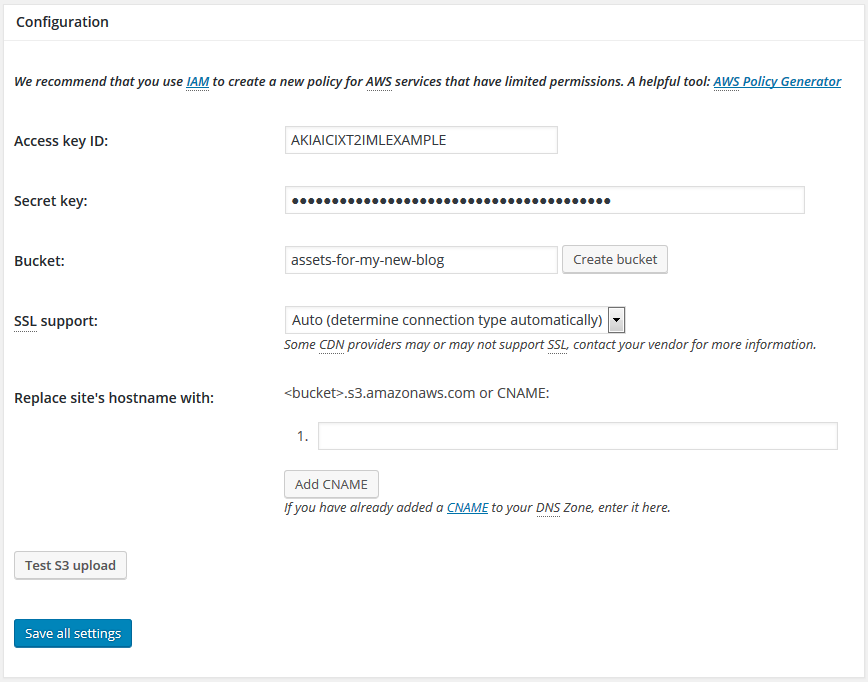 Configuration
We recommend that you use IAM to create a new policy for AWS services that have limited permissions. A helpful tool: AWS Policy Generator
Access key ID: AKIAICIXT2IMLEXAMPLE
Secret key: ••••••••••••••••••••••••••••••••••••••••
Bucket: assets-for-my-new-blog Create bucket
SSL support: Auto (determine connection type automatically)
Some CDN providers may or may not support SSL, contact your vendor for more information.
Replace site's hostname with: <bucket>.s3.amazonaws.com or CNAME:
1.
Add CNAME
If you have already added a CNAME to your DNS Zone, enter it here.
Test S3 upload
Save all settings